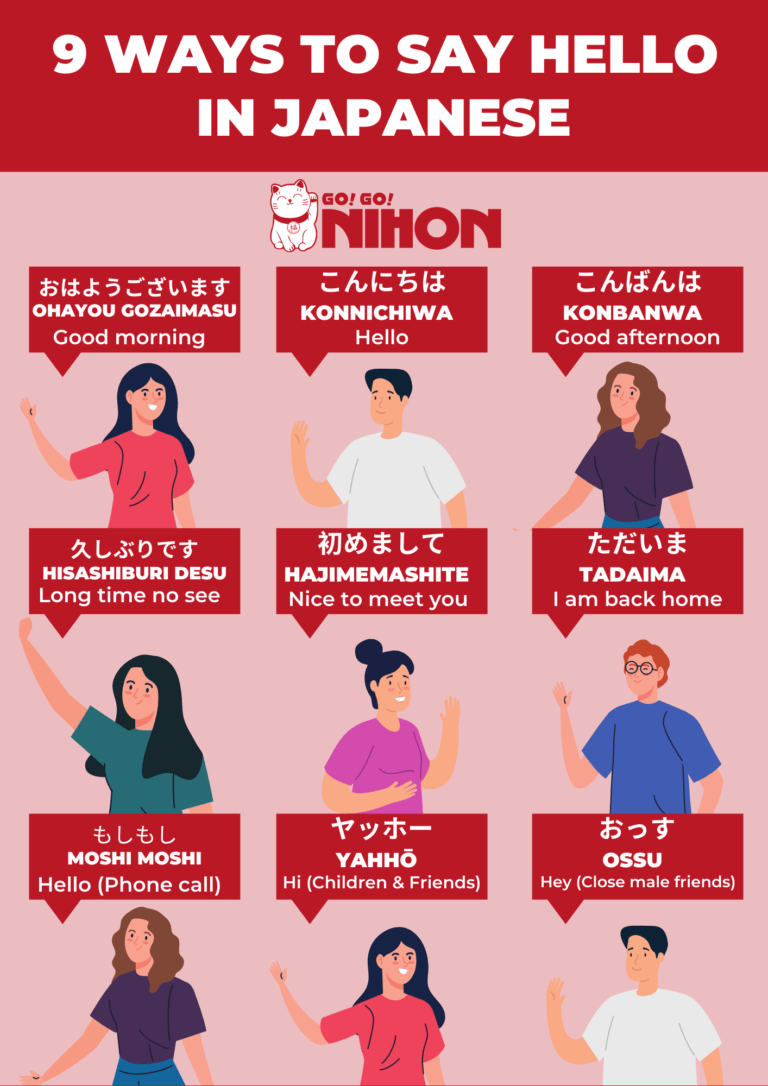 9 WAYS TO SAY HELLO
IN JAPANESE
GO! GO!
NIHON
おはようございます
OHAYOU GOZAIMASU
Good morning
こんにちは
KONNICHIWA
Hello
こんばんは
KONBANWA
Good afternoon
久しぶりです
HISASHIBURI DESU
Long time no see
初めまして
HAJIMEMASHITE
Nice to meet you
ただいま
TADAIMA
I am back home
もしもし
MOSHI MOSHI
Hello (Phone call)
ヤッホー
YAHHŌ
Hi (Children & Friends)
おっす
OSSU
Hey (Close male friends)